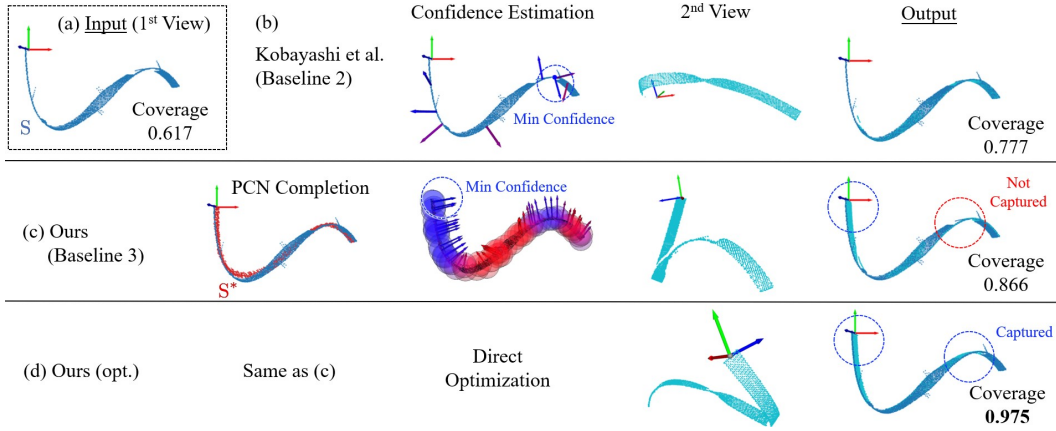 (a) Input (1st View)
S
Coverage
0.617
(b)
Kobayashi et al.
(Baseline 2)
Confidence Estimation
Min Confidence
2nd View
Output
Coverage
0.777
(c) Ours
(Baseline 3)
PCN Completion
S*
Min Confidence
Not
Captured
Coverage
0.866
(d) Ours (opt.)
Same as (c)
Direct
Optimization
Captured
Coverage
0.975